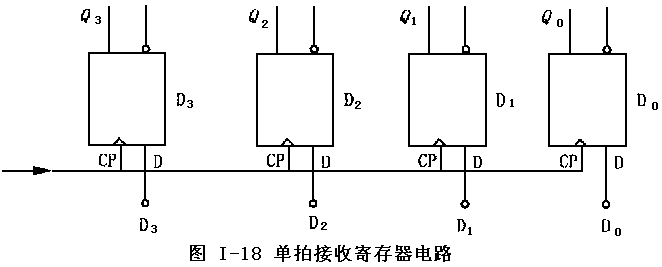 Q3 Q2 Q1 Q0
D3 D2 D1 D0
CP D CP D CP D CP D
D3 D2 D1 D0
图 I-18 单拍接收寄存器电路